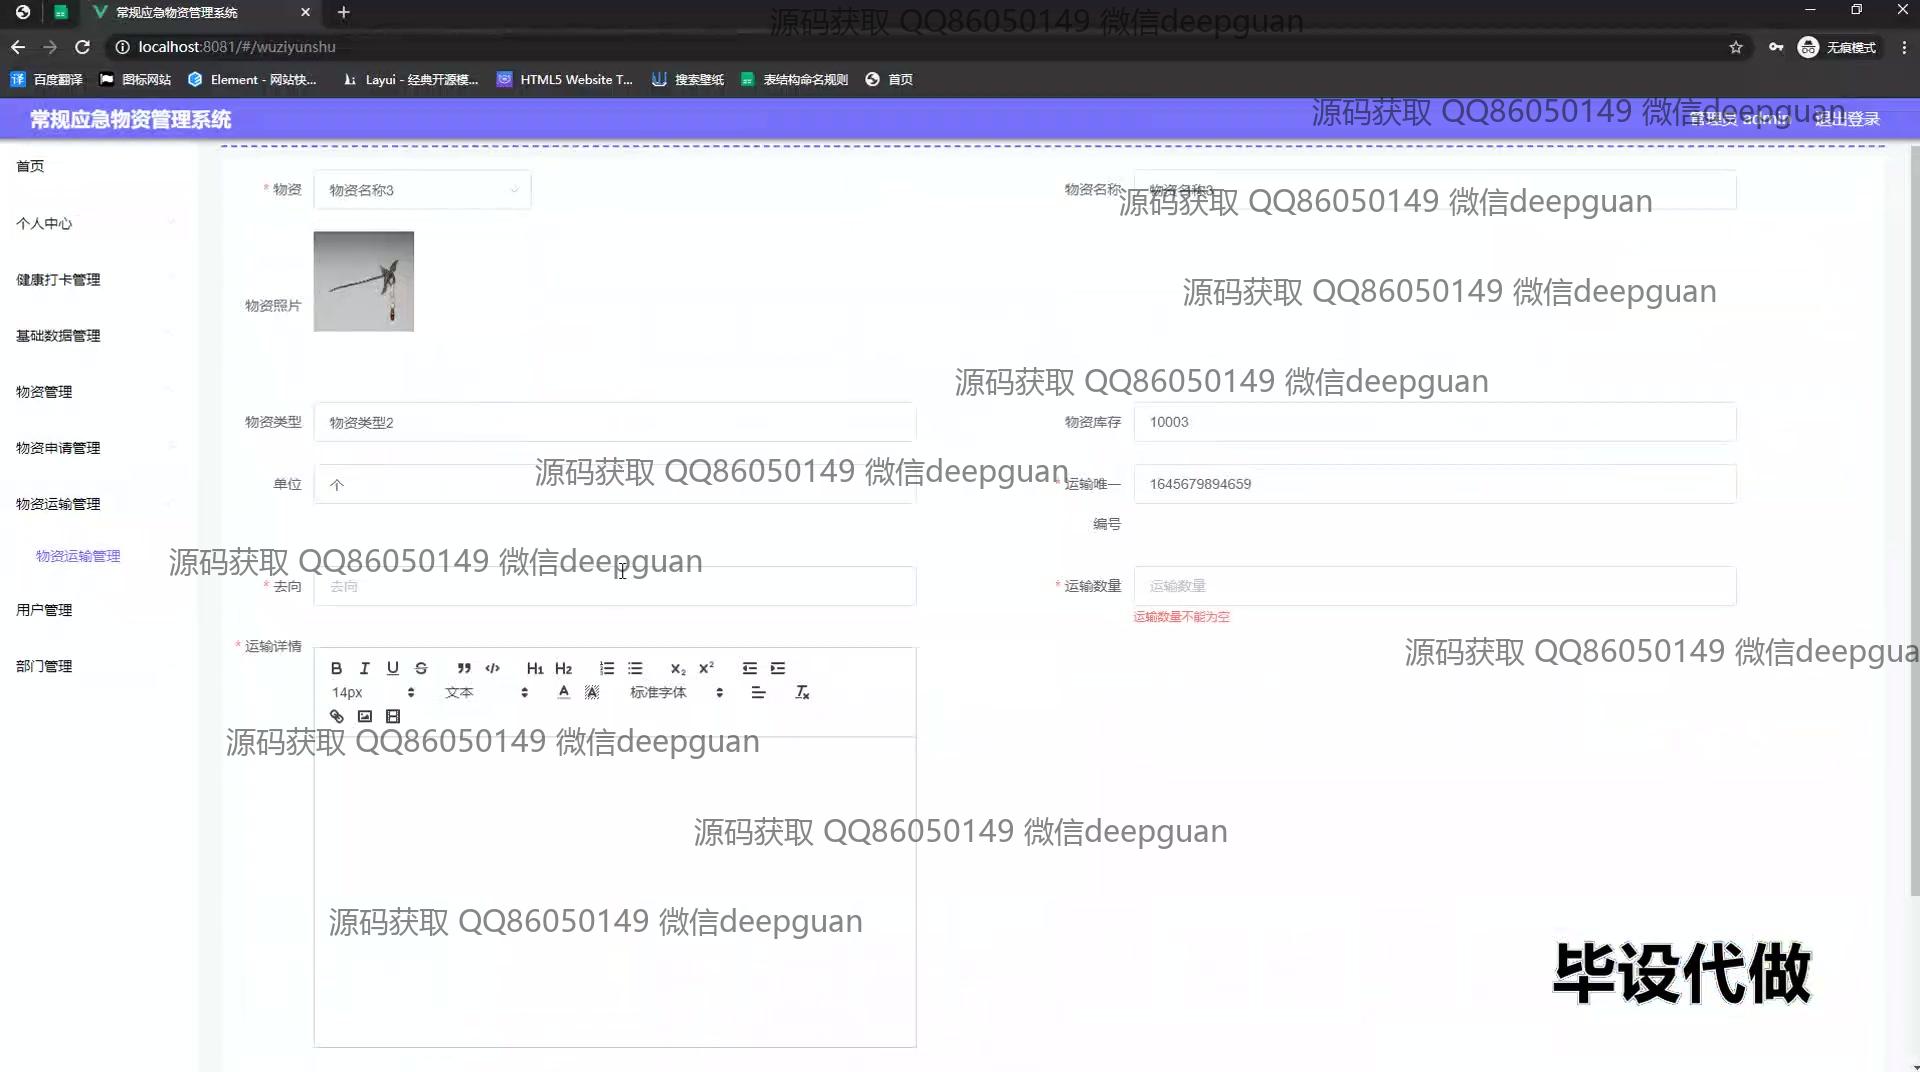 常规应急物资管理系统
源码获取 QQ86050149 微信deepguan
localhost:8081/#/wuziyunshu
无痕模式
译 百度翻译 图标网站 Element - 网站快... Layui - 经典开源模... HTML5 Website T... 搜索壁纸 表结构命名规则 首页
常规应急物资管理系统
源码获取 QQ86050149 微信deepguan
管理员 admin 退出登录
首页
* 物资 物资名称3
物资名称 物资名称3
源码获取 QQ86050149 微信deepguan
个人中心
健康打卡管理
源码获取 QQ86050149 微信deepguan
物资照片
基础数据管理
物资管理
源码获取 QQ86050149 微信deepguan
物资类型 物资类型2
物资库存 10003
物资申请管理
源码获取 QQ86050149 微信deepguan
单位 个
* 运输唯一编号 1645679894659
物资运输管理
物资运输管理
源码获取 QQ86050149 微信deepguan
* 去向 去向
* 运输数量 运输数量
运输数量不能为空
用户管理
* 运输详情
源码获取 QQ86050149 微信deepgua
部门管理
B I U S ” </> H1 H2 X2 X2
14px 文本 A A 标准字体 Tx
源码获取 QQ86050149 微信deepguan
源码获取 QQ86050149 微信deepguan
源码获取 QQ86050149 微信deepguan
毕设代做